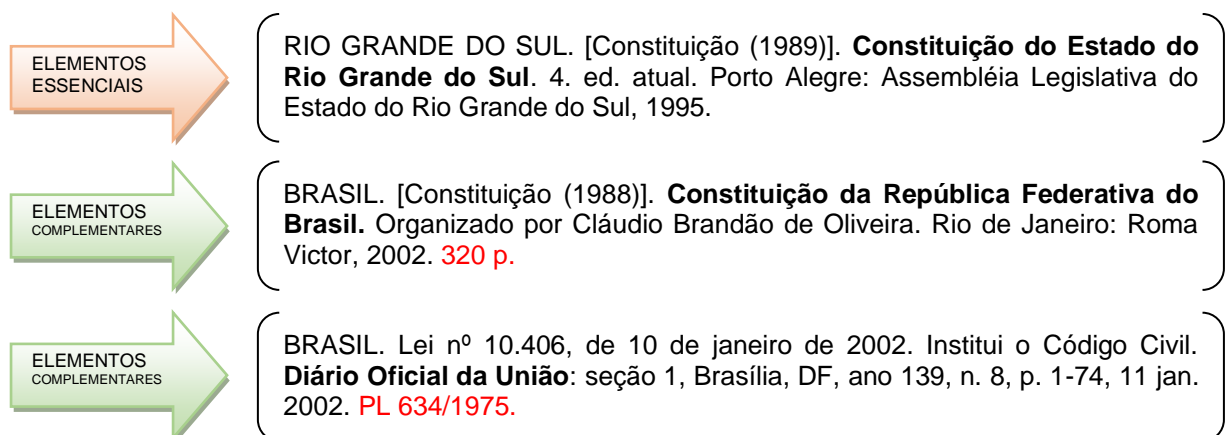 ELEMENTOS
ESSENCIAIS
RIO GRANDE DO SUL. [Constituição (1989)]. Constituição do Estado do
Rio Grande do Sul. 4. ed. atual. Porto Alegre: Assembléia Legislativa do
Estado do Rio Grande do Sul, 1995.
ELEMENTOS
COMPLEMENTARES
BRASIL. [Constituição (1988)]. Constituição da República Federativa do
Brasil. Organizado por Cláudio Brandão de Oliveira. Rio de Janeiro: Roma
Victor, 2002. 320 p.
ELEMENTOS
COMPLEMENTARES
BRASIL. Lei nº 10.406, de 10 de janeiro de 2002. Institui o Código Civil.
Diário Oficial da União: seção 1, Brasília, DF, ano 139, n. 8, p. 1-74, 11 jan.
2002. PL 634/1975.